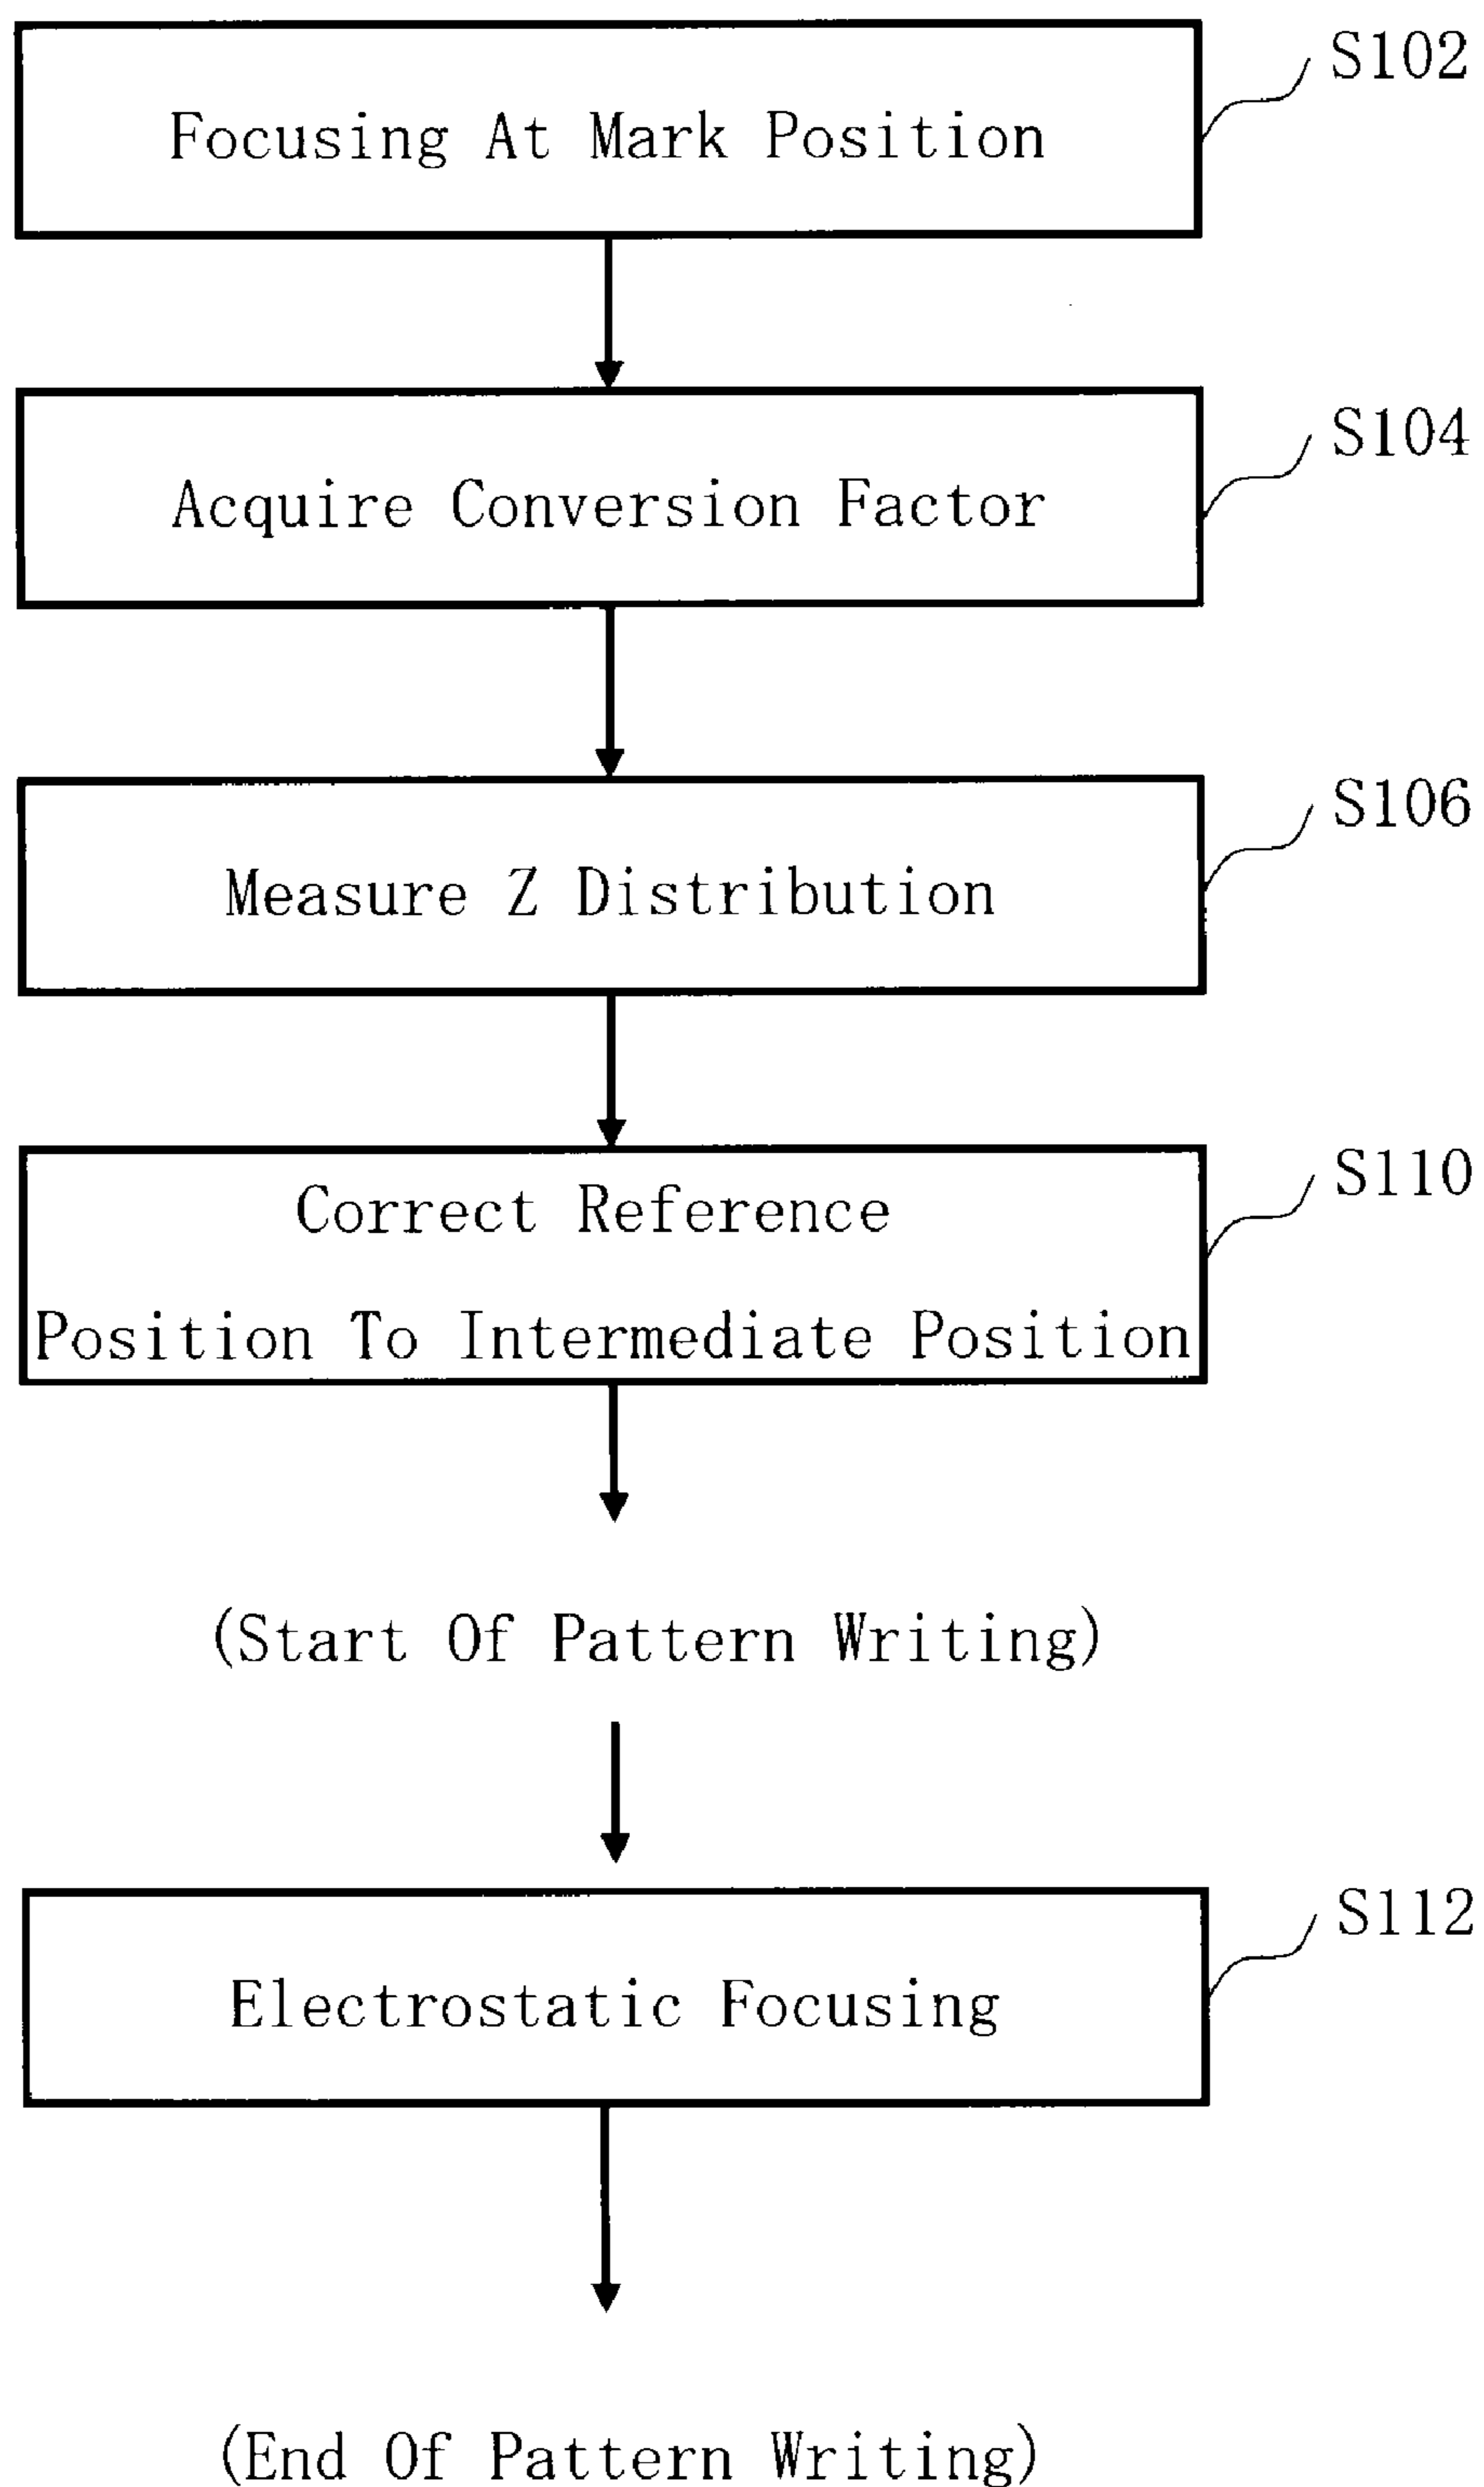 S102
Focusing At Mark Position
S104
Acquire Conversion Factor
S106
Measure Z Distribution
S110
Correct Reference
Position To Intermediate Position
(Start Of Pattern Writing)
S112
Electrostatic Focusing
(End Of Pattern Writing)